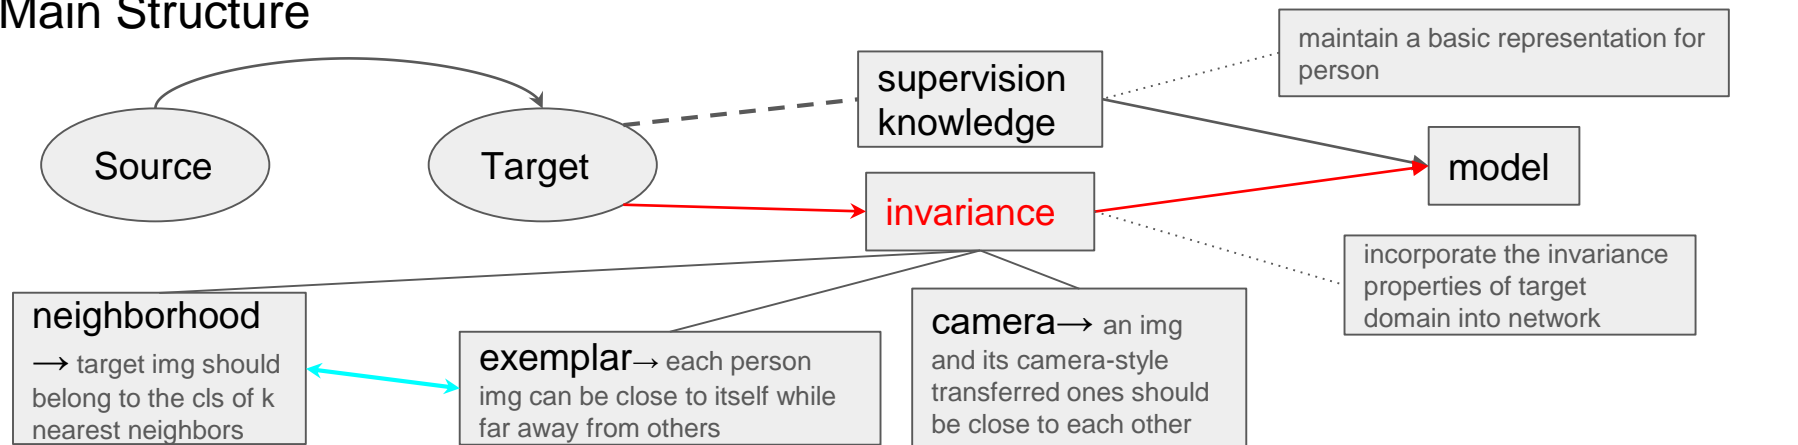 Main Structure
maintain a basic representation for
person
supervision
knowledge
Source
Target
model
invariance
incorporate the invariance
properties of target
domain into network
neighborhood
→ target img should
belong to the cls of k
nearest neighbors
exemplar→ each person
img can be close to itself while
far away from others
camera→ an img
and its camera-style
transferred ones should
be close to each other